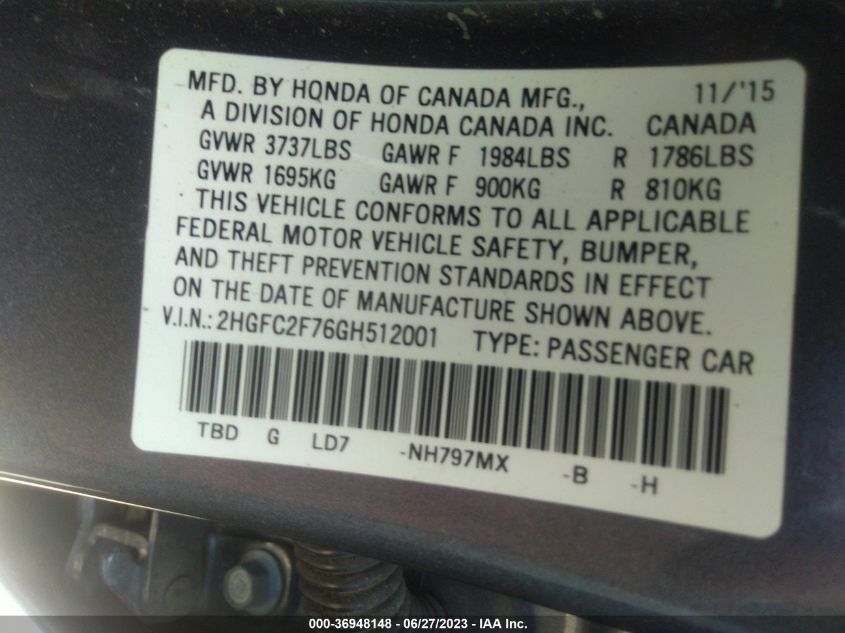 MFD. BY HONDA OF CANADA MFG., 11/'15
A DIVISION OF HONDA CANADA INC. CANADA
GVWR 3737LBS GAWR F 1984LBS R 1786LBS
GVWR 1695KG GAWR F 900KG R 810KG
THIS VEHICLE CONFORMS TO ALL APPLICABLE
FEDERAL MOTOR VEHICLE SAFETY, BUMPER,
AND THEFT PREVENTION STANDARDS IN EFFECT
ON THE DATE OF MANUFACTURE SHOWN ABOVE.
V.I.N.: 2HGFC2F76GH512001 TYPE: PASSENGER CAR
TBD G LD7 -NH797MX -B -H
000-36948148 - 06/27/2023 - IAA Inc.